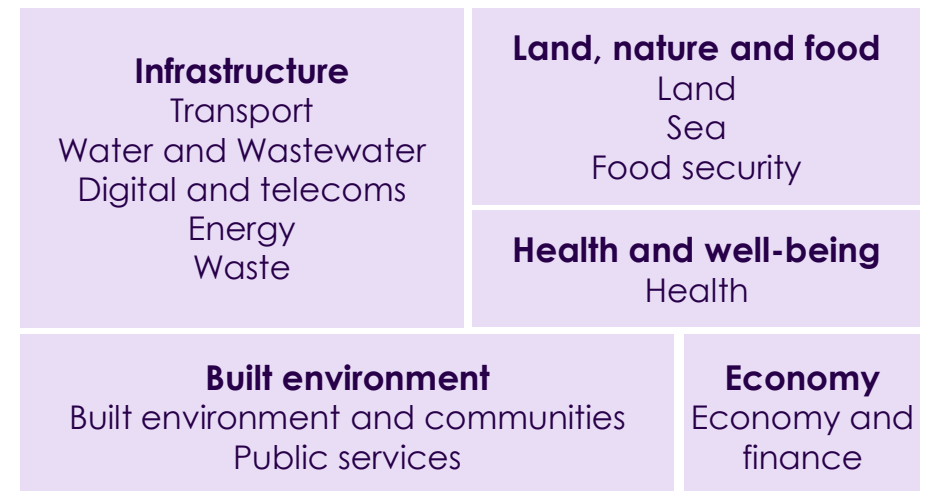 Infrastructure
Transport
Water and Wastewater
Digital and telecoms
Energy
Waste
Land, nature and food
Land
Sea
Food security
Health and well-being
Health
Built environment
Built environment and communities
Public services
Economy
Economy and
finance